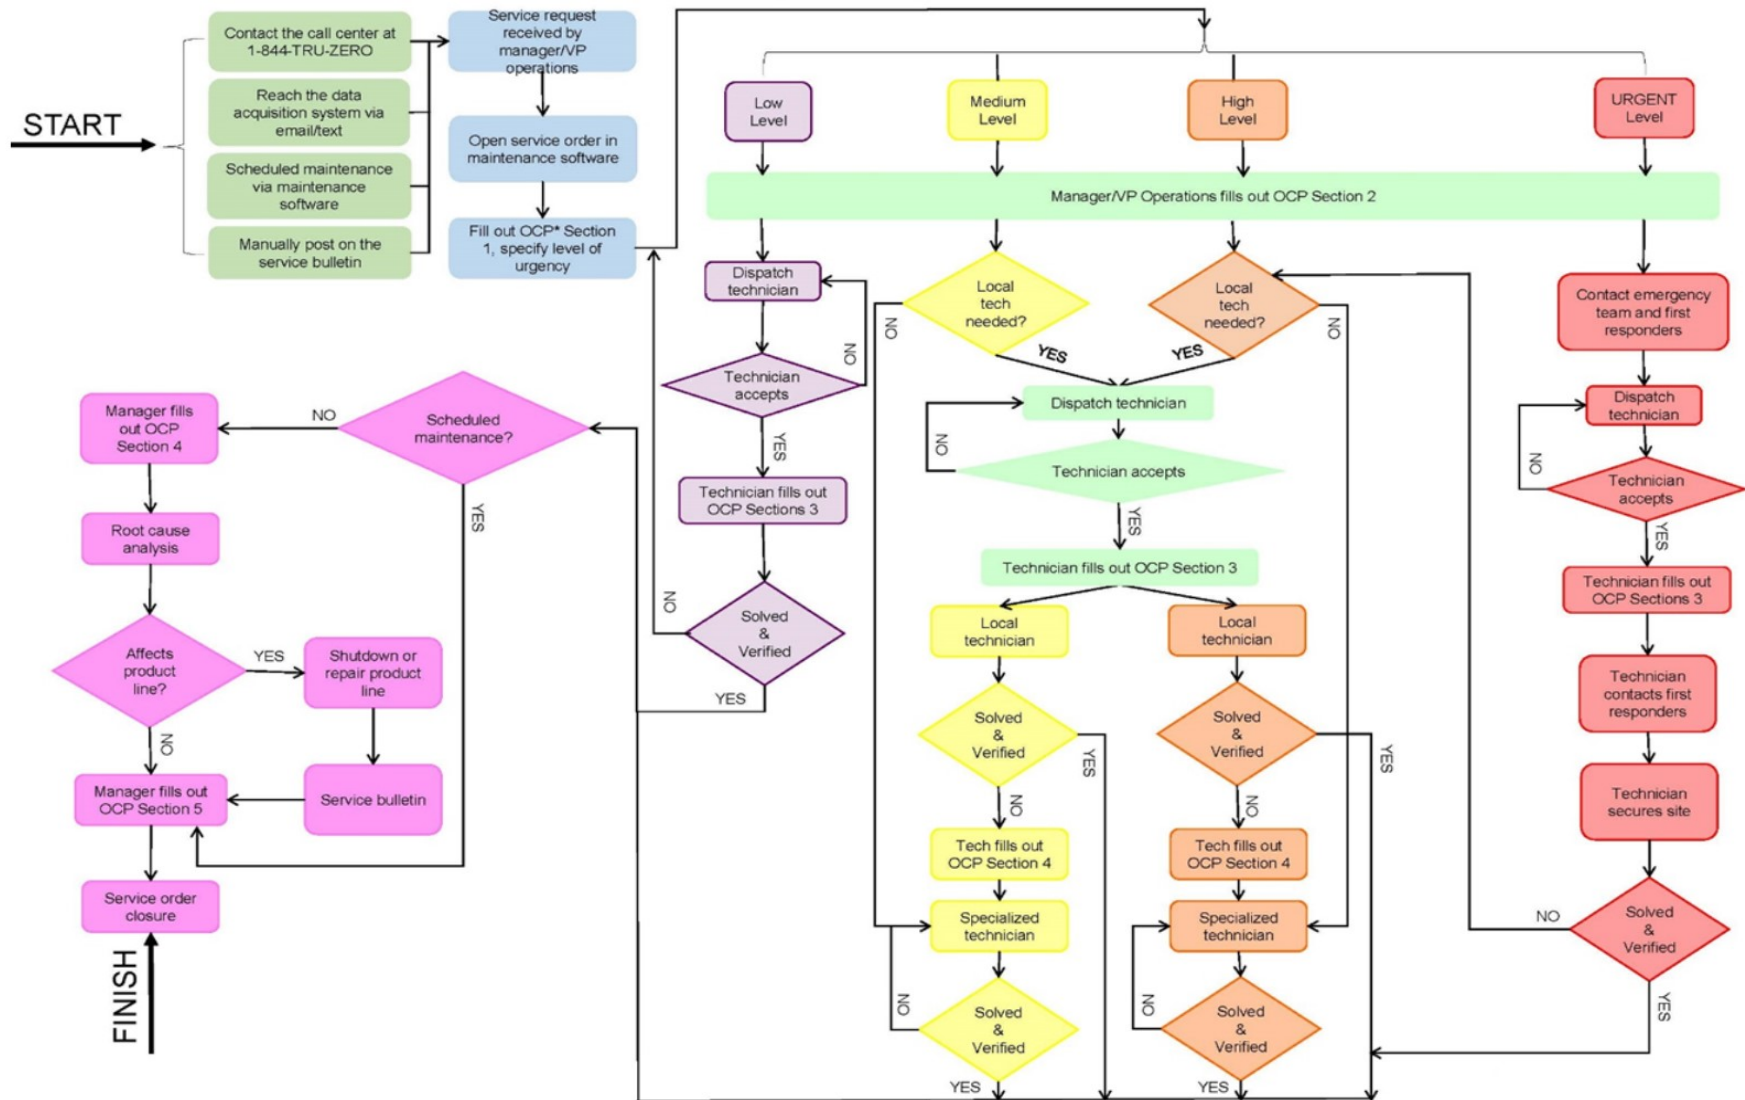 START
Contact the call center at
1-844-TRU-ZERO
Reach the data
acquisition system via
email/text
Scheduled maintenance
via maintenance
software
Manually post on the
service bulletin
Service request
received by
manager/VP
operations
Open service order in
maintenance software
Fill out OCP* Section
1, specify level of
urgency
Low
Level
Medium
Level
High
Level
URGENT
Level
Manager/VP Operations fills out OCP Section 2
Dispatch
technician
NO
Technician
accepts
YES
Technician fills out
OCP Sections 3
NO
Solved
&
Verified
YES
Local
tech
needed?
NO
YES
Local
tech
needed?
NO
YES
Dispatch technician
NO
Technician accepts
YES
Technician fills out OCP Section 3
Local
technician
Solved
&
Verified
YES
NO
Tech fills out
OCP Section 4
Specialized
technician
NO
Solved
&
Verified
YES
Local
technician
Solved
&
Verified
YES
NO
Tech fills out
OCP Section 4
Specialized
technician
NO
Solved
&
Verified
YES
Contact emergency
team and first
responders
Dispatch
technician
NO
Technician
accepts
YES
Technician fills out
OCP Sections 3
Technician
contacts first
responders
Technician
secures site
NO
Solved
&
Verified
YES
Scheduled
maintenance?
NO
YES
Manager fills
out OCP
Section 4
Root cause
analysis
Affects
product
line?
YES
Shutdown or
repair product
line
NO
Service bulletin
Manager fills out
OCP Section 5
Service order
closure
FINISH